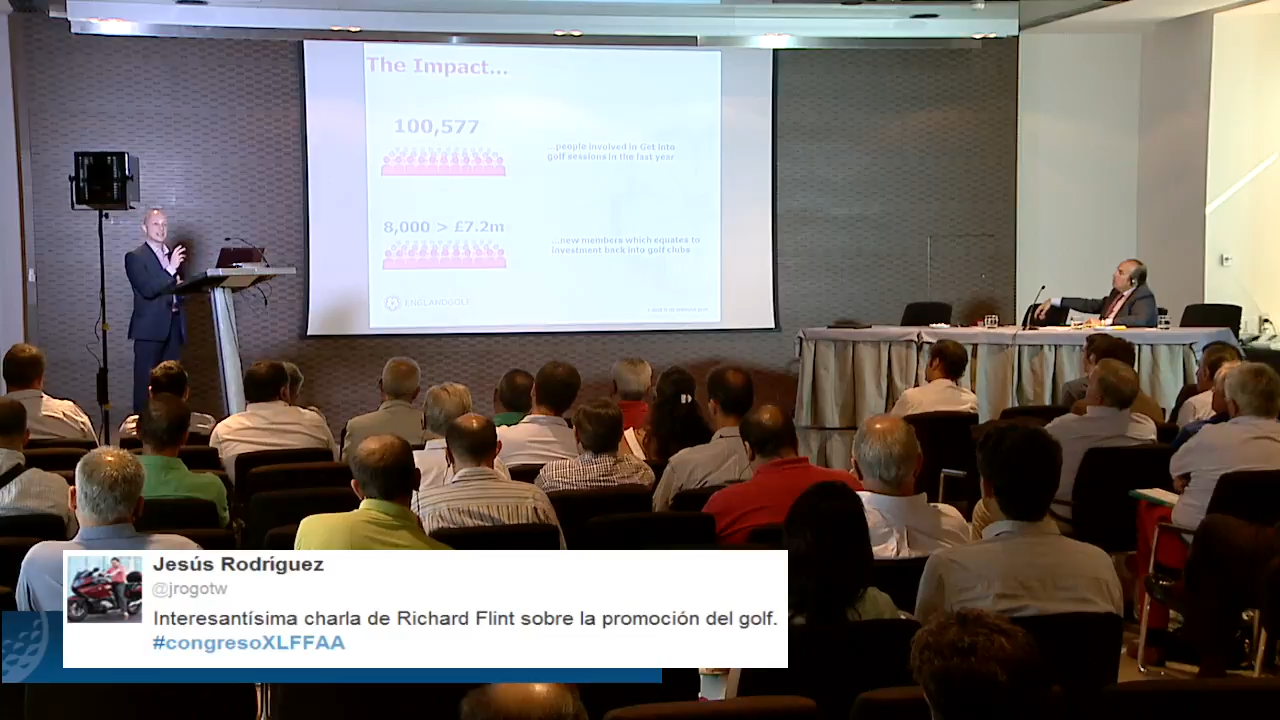 The Impact...
100,577
... people involved in Get into
golf sessions in the last year
8,000 > £7.2m
...new members which equates to
investment back into golf clubs
ENGLANDGOLF
Jesús Rodríguez
@jrogotw
Interesantísima charla de Richard Flint sobre la promoción del golf.
#congresoXLFFAA